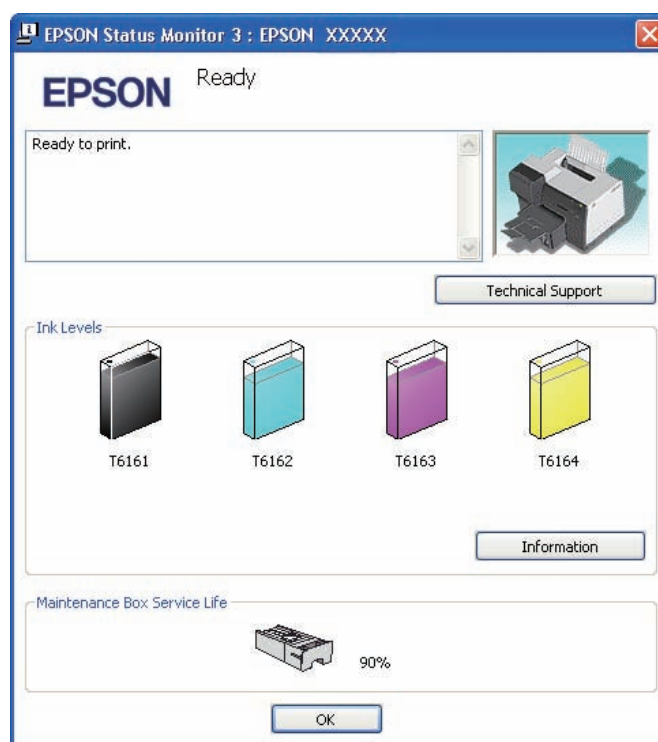 EPSON Status Monitor 3 : EPSON XXXXX
EPSON
Ready
Ready to print.
Technical Support
Ink Levels
T6161
T6162
T6163
T6164
Information
Maintenance Box Service Life
90%
OK